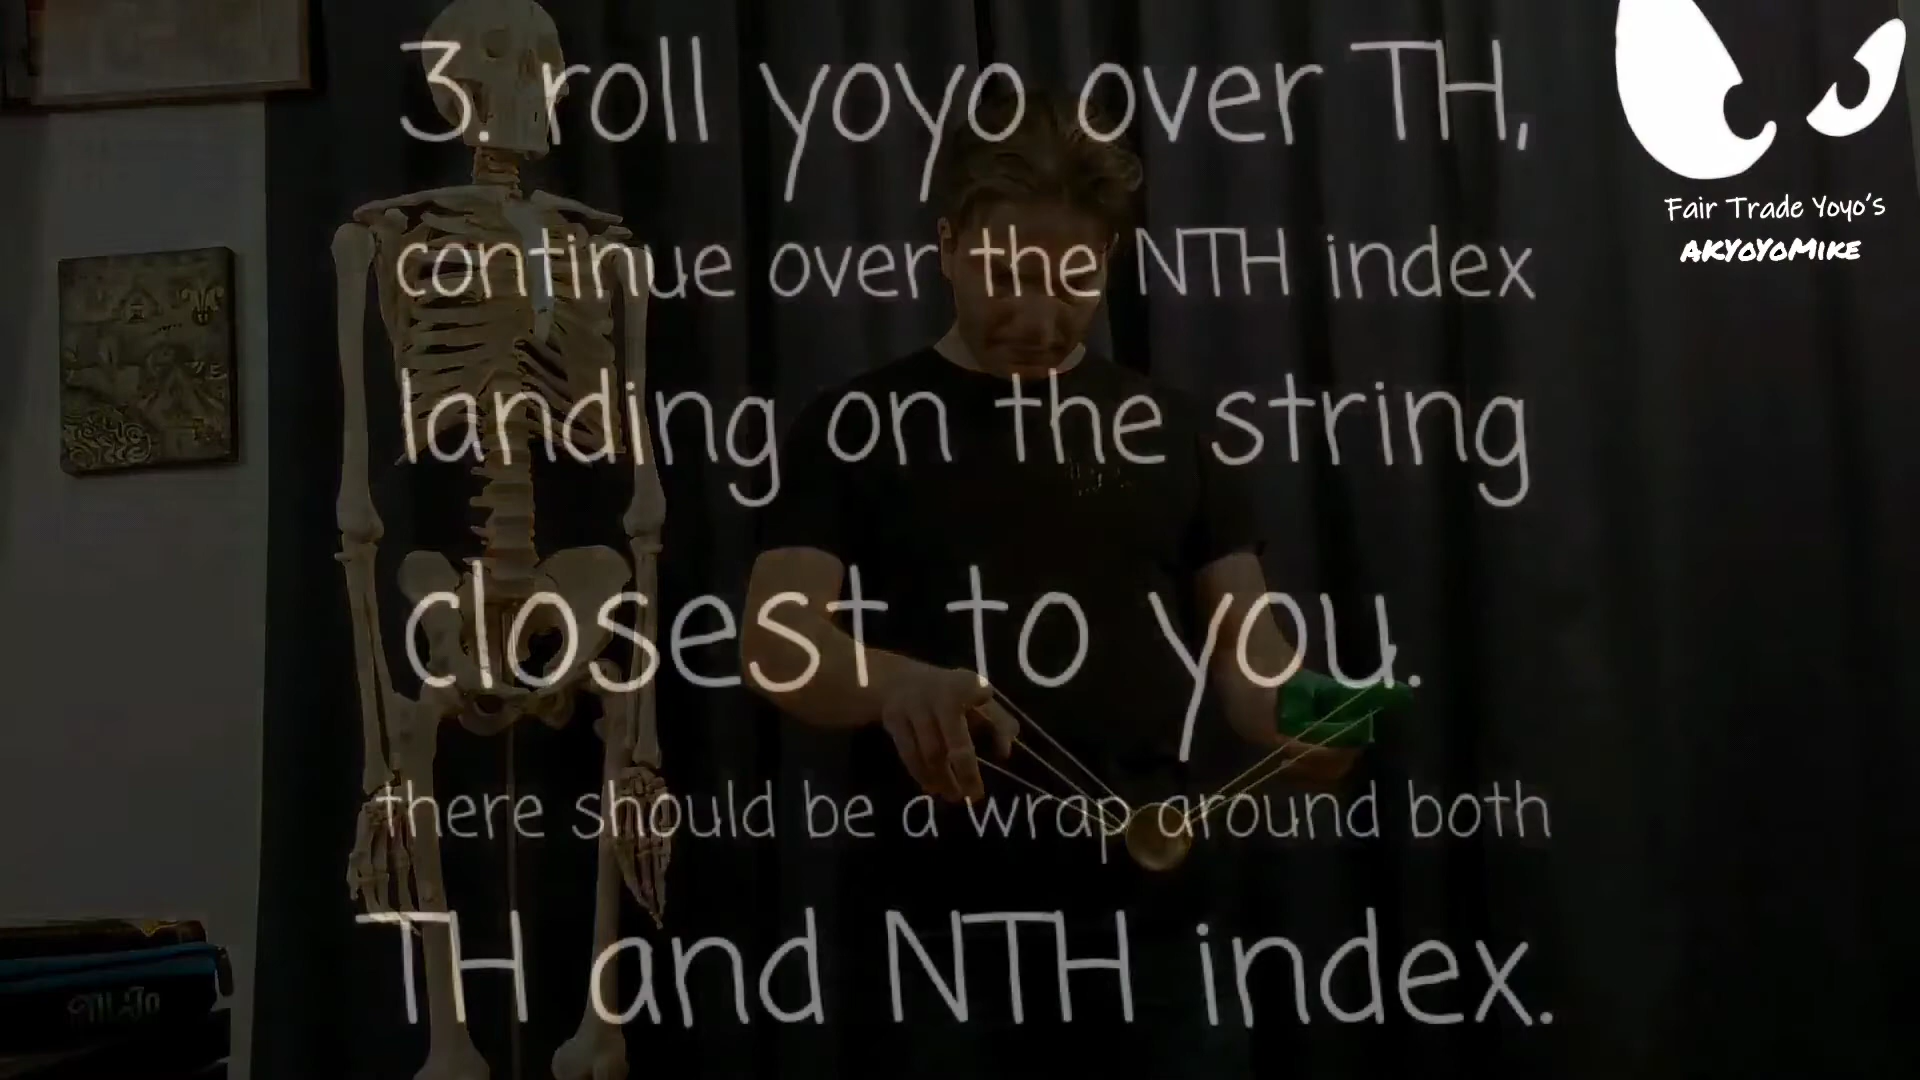 3. roll yoyo over TH,
continue over the NTH index
landing on the string
closest to you.
there should be a wrap around both
TH and NTH index.
Fair Trade Yoyo's
AKYOYOMIKE